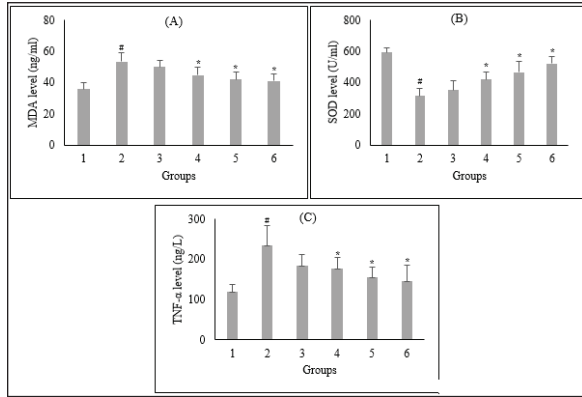 (A)
MDA level (ng/ml)
80
60
40
20
0
#
*
*
*
1 2 3 4 5 6
Groups
(B)
SOD level (U/ml)
800
600
400
200
0
#
*
*
*
1 2 3 4 5 6
Groups
(C)
TNF-α level (ng/L)
300
200
100
0
#
*
*
*
1 2 3 4 5 6
Groups